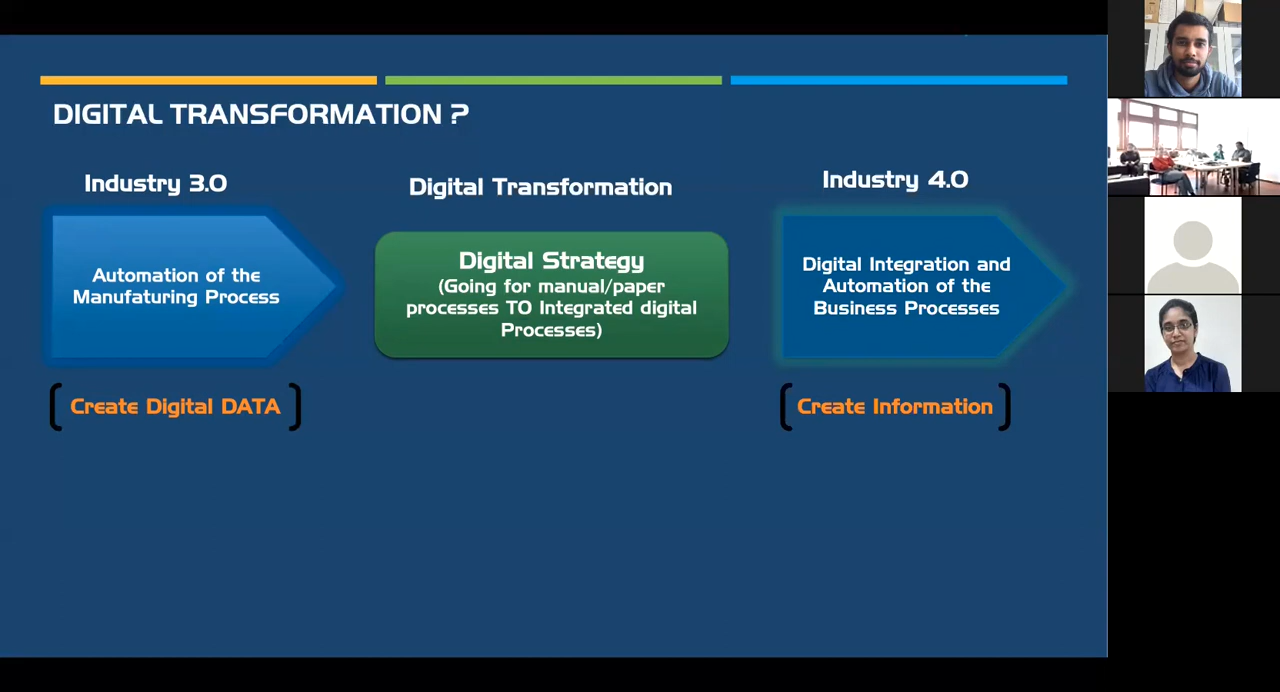 DIGITAL TRANSFORMATION ?
Industry 3.0
Automation of the
Manufaturing Process
[Create Digital DATA]
Digital Transformation
Digital Strategy
(Going for manual/paper
processes TO Integrated digital
Processes)
Industry 4.0
Digital Integration and
Automation of the
Business Processes
[Create Information]